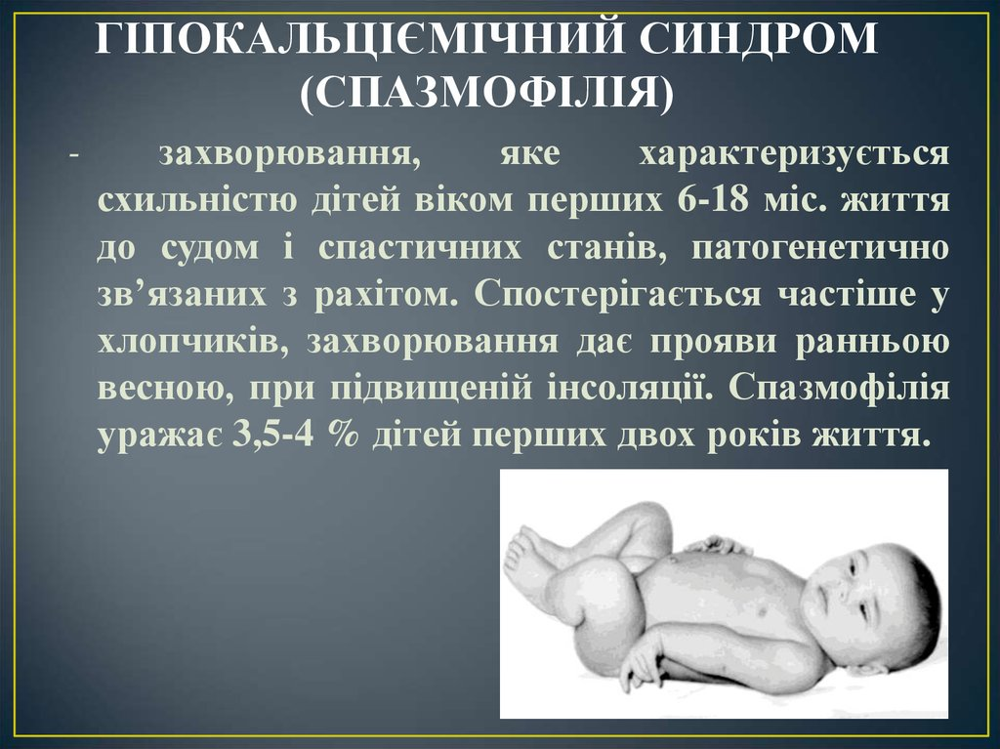 ГІПОКАЛЬЦІЄМІЧНИЙ СИНДРОМ
(СПАЗМОФІЛІЯ)
- захворювання, яке характеризується
схильністю дітей віком перших 6-18 міс. життя
до судом і спастичних станів, патогенетично
зв’язаних з рахітом. Спостерігається частіше у
хлопчиків, захворювання дає прояви ранньою
весною, при підвищеній інсоляції. Спазмофілія
уражає 3,5-4 % дітей перших двох років життя.